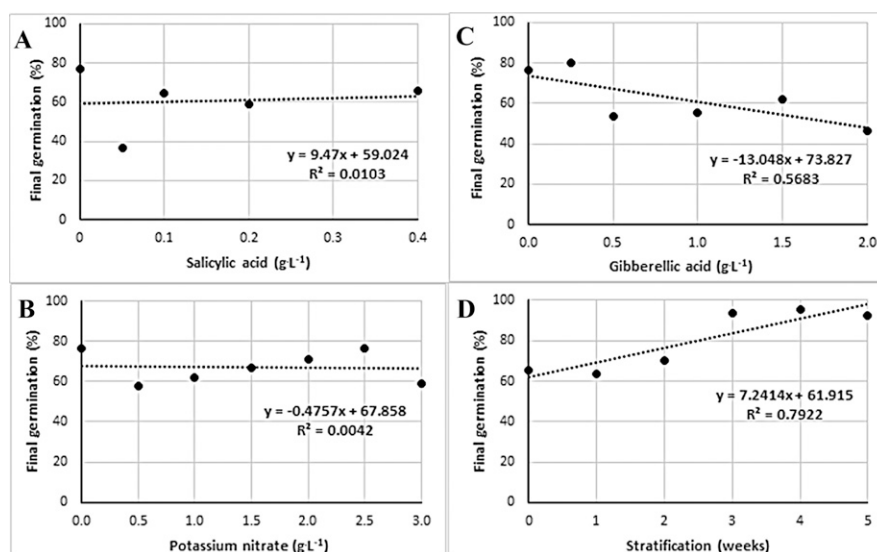 A
Final germination (%)
100
80
60
40
20
0
y = 9.47x + 59.024
R² = 0.0103
0 0.1 0.2 0.3 0.4
Salicylic acid (g·L⁻¹)
B
Final germination (%)
100
80
60
40
20
0
y = -0.4757x + 67.858
R² = 0.0042
0.0 0.5 1.0 1.5 2.0 2.5 3.0
Potassium nitrate (g·L⁻¹)
C
Final germination (%)
100
80
60
40
20
0
y = -13.048x + 73.827
R² = 0.5683
0.0 0.5 1.0 1.5 2.0
Gibberellic acid (g·L⁻¹)
D
Final germination (%)
100
80
60
40
20
0
y = 7.2414x + 61.915
R² = 0.7922
0 1 2 3 4 5
Stratification (weeks)